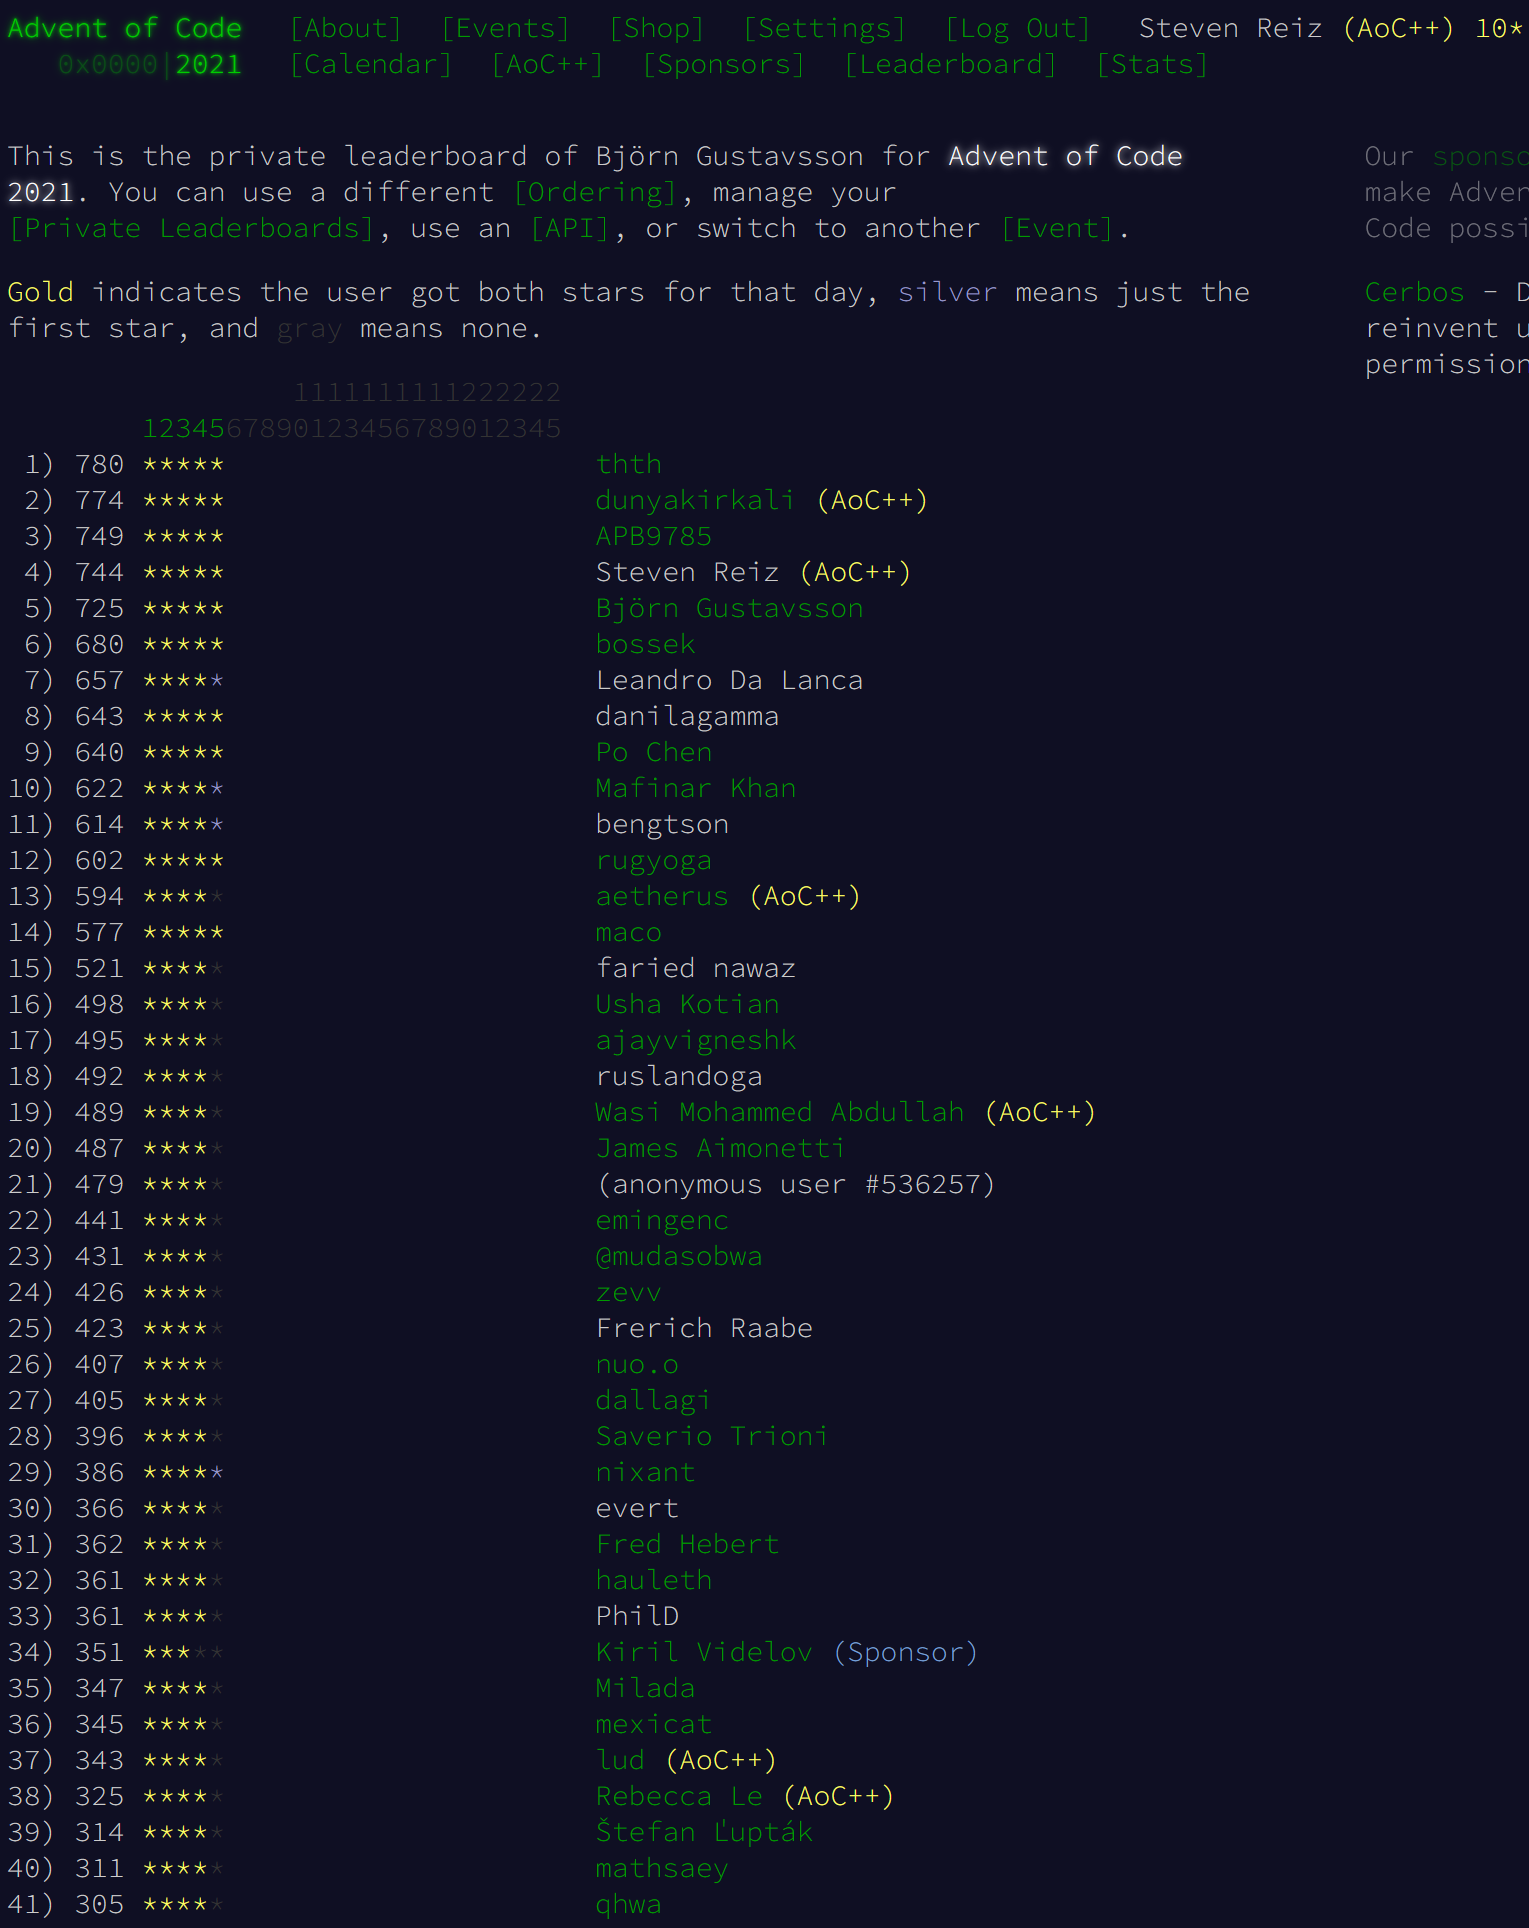 Advent of Code [About] [Events] [Shop] [Settings] [Log Out] Steven Reiz (AoC++) 10*
0x0000|2021 [Calendar] [AoC++] [Sponsors] [Leaderboard] [Stats]
This is the private leaderboard of Björn Gustavsson for Advent of Code
2021. You can use a different [Ordering], manage your
[Private Leaderboards], use an [API], or switch to another [Event].
Our sponso
make Adven
Code possi
Gold indicates the user got both stars for that day, silver means just the
first star, and gray means none.
Cerbos - D
reinvent u
permission
1111111111222222
1234567890123456789012345
1) 780 ***** thth
2) 774 ***** dunyakirkali (AoC++)
3) 749 ***** APB9785
4) 744 ***** Steven Reiz (AoC++)
5) 725 ***** Björn Gustavsson
6) 680 ***** bossek
7) 657 ***** Leandro Da Lanca
8) 643 ***** danilagamma
9) 640 ***** Po Chen
10) 622 ***** Mafinar Khan
11) 614 ***** bengtson
12) 602 ***** rugyoga
13) 594 ***** aetherus (AoC++)
14) 577 ***** maco
15) 521 ***** faried nawaz
16) 498 ***** Usha Kotian
17) 495 ***** ajayvigneshk
18) 492 ***** ruslandoga
19) 489 ***** Wasi Mohammed Abdullah (AoC++)
20) 487 ***** James Aimonetti
21) 479 ***** (anonymous user #536257)
22) 441 ***** emingenc
23) 431 ***** @mudasobwa
24) 426 ***** zevv
25) 423 ***** Frerich Raabe
26) 407 ***** nuo.o
27) 405 ***** dallagi
28) 396 ***** Saverio Trioni
29) 386 ***** nixant
30) 366 ***** evert
31) 362 ***** Fred Hebert
32) 361 ***** hauleth
33) 361 ***** PhilD
34) 351 ***** Kiril Videlov (Sponsor)
35) 347 ***** Milada
36) 345 ***** mexicat
37) 343 ***** lud (AoC++)
38) 325 ***** Rebecca Le (AoC++)
39) 314 ***** Štefan Ľupták
40) 311 ***** mathsaey
41) 305 ***** qhwa